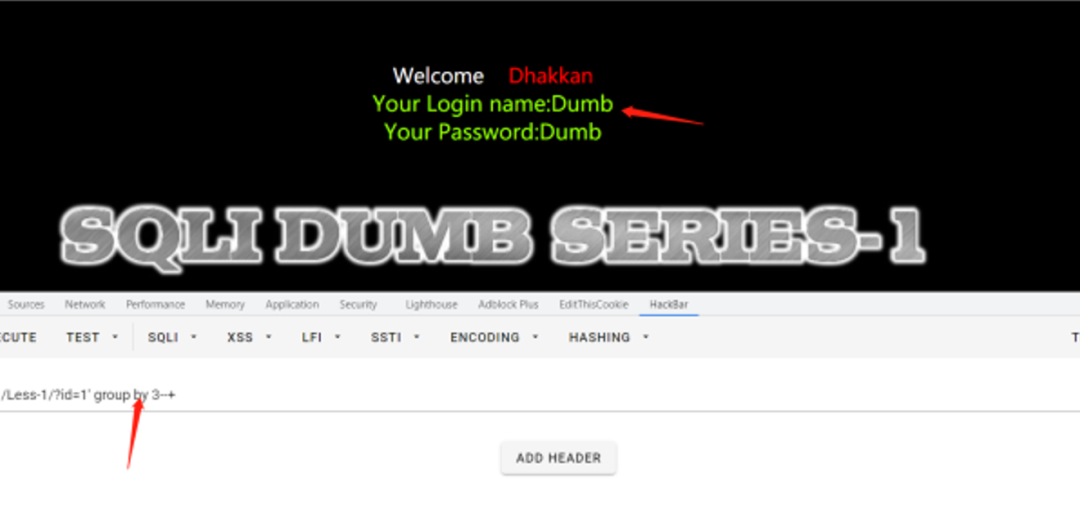 Welcome Dhakkan
Your Login name:Dumb
Your Password:Dumb
SQLI DUMB SERIES-1
Sources Network Performance Memory Application Security Lighthouse Adblock Plus EditThisCookie HackBar
CUTE TEST SQLI XSS LFI SSTI ENCODING HASHING T
/Less-1/?id=1' group by 3--+
ADD HEADER